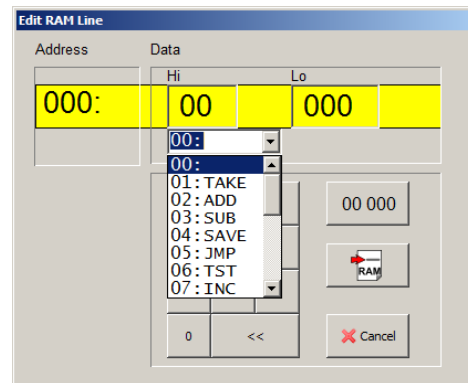 Edit RAM Line
Address Data
Hi Lo
000: 00 000
00:
00:
01:TAKE
02:ADD
03:SUB
04:SAVE
05:JMP
06:TST
07:INC
00 000
RAM
0 << Cancel